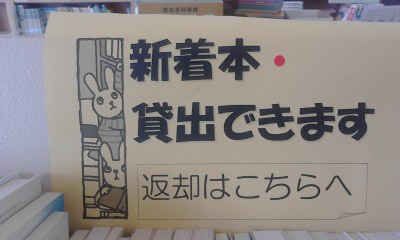 新着本・
貸出できます
返却はこちらへ